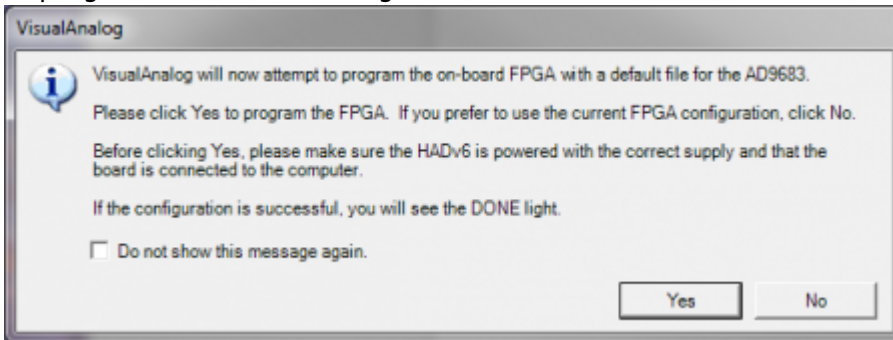 VisualAnalog
VisualAnalog will now attempt to program the on-board FPGA with a default file for the AD9683.
Please click Yes to program the FPGA. If you prefer to use the current FPGA configuration, click No.
Before clicking Yes, please make sure the HADv6 is powered with the correct supply and that the
board is connected to the computer.
If the configuration is successful, you will see the DONE light.
Do not show this message again.
Yes No